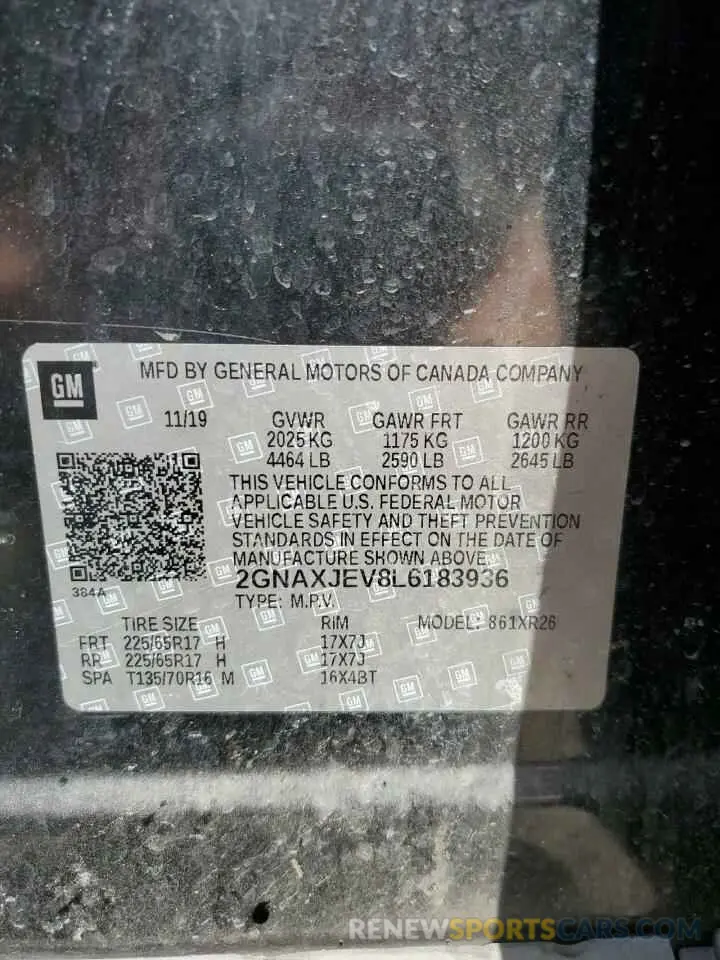 GM
MFD BY GENERAL MOTORS OF CANADA COMPANY
11/19 GVWR GAWR FRT GAWR RR
2025 KG 1175 KG 1200 KG
4464 LB 2590 LB 2645 LB
THIS VEHICLE CONFORMS TO ALL
APPLICABLE U.S. FEDERAL MOTOR
VEHICLE SAFETY AND THEFT PREVENTION
STANDARDS IN EFFECT ON THE DATE OF
MANUFACTURE SHOWN ABOVE.
384A
2GNAXJEV8L6183936
TYPE: M.P.V.
TIRE SIZE RIM MODEL: 861XR26
FRT 225/65R17 H 17X7J
RR 225/65R17 H 17X7J
SPA T135/70R16 M 16X4BT
RENEWSPORTSCARS.COM